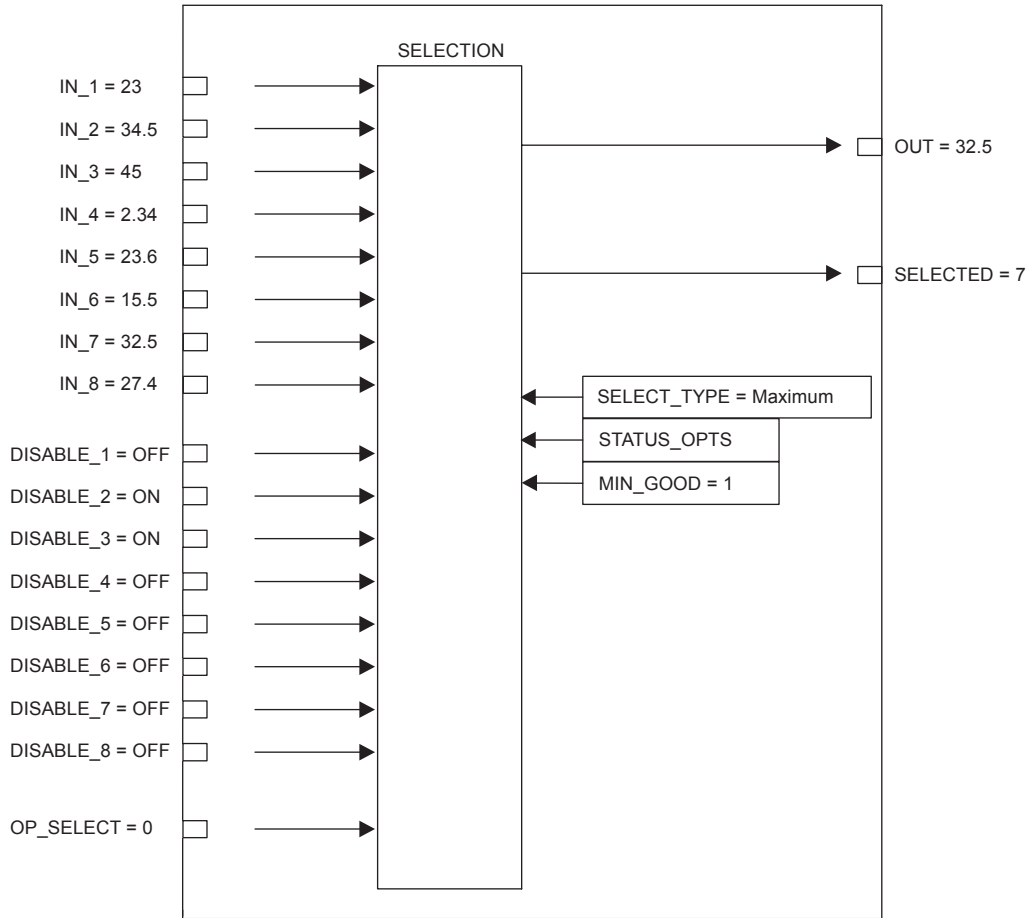 SELECTION
IN_1 = 23
IN_2 = 34.5
IN_3 = 45
IN_4 = 2.34
IN_5 = 23.6
IN_6 = 15.5
IN_7 = 32.5
IN_8 = 27.4
DISABLE_1 = OFF
DISABLE_2 = ON
DISABLE_3 = ON
DISABLE_4 = OFF
DISABLE_5 = OFF
DISABLE_6 = OFF
DISABLE_7 = OFF
DISABLE_8 = OFF
OP_SELECT = 0
SELECT_TYPE = Maximum
STATUS_OPTS
MIN_GOOD = 1
OUT = 32.5
SELECTED = 7